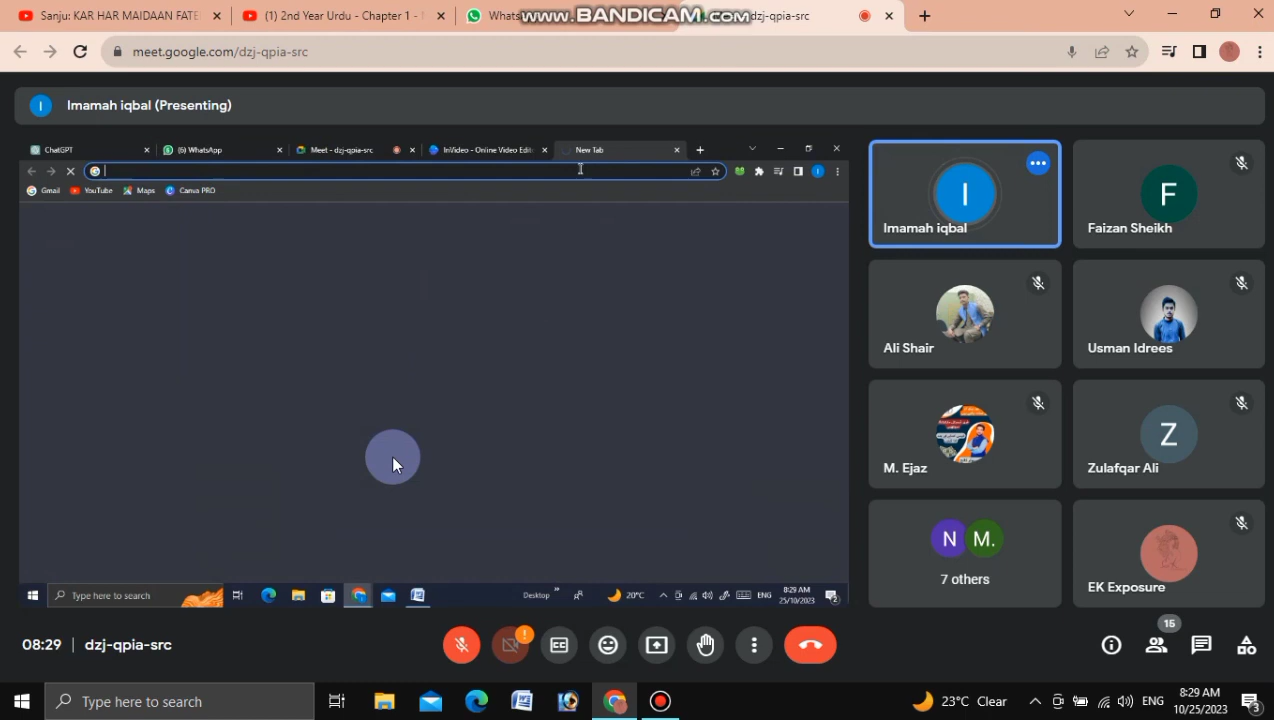 Sanju: KAR HAR MAIDAAN FATE
(1) 2nd Year Urdu - Chapter 1 -
Whats
www.BANDICAM.com
dzj-qpia-src
meet.google.com/dzj-qpia-src
I
Imamah iqbal (Presenting)
ChatGPT
(6) WhatsApp
Meet - dzj-qpia-src
InVideo - Online Video Edit
New Tab
Gmail
YouTube
Maps
Canva PRO
Type here to search
Desktop
20°C
ENG
8:29 AM
25/10/2023
2
I
Imamah iqbal
F
Faizan Sheikh
Ali Shair
Usman Idrees
M. Ejaz
Z
Zulafqar Ali
N
M.
7 others
EK Exposure
08:29
dzj-qpia-src
15
Type here to search
23°C Clear
ENG
8:29 AM
10/25/2023
3